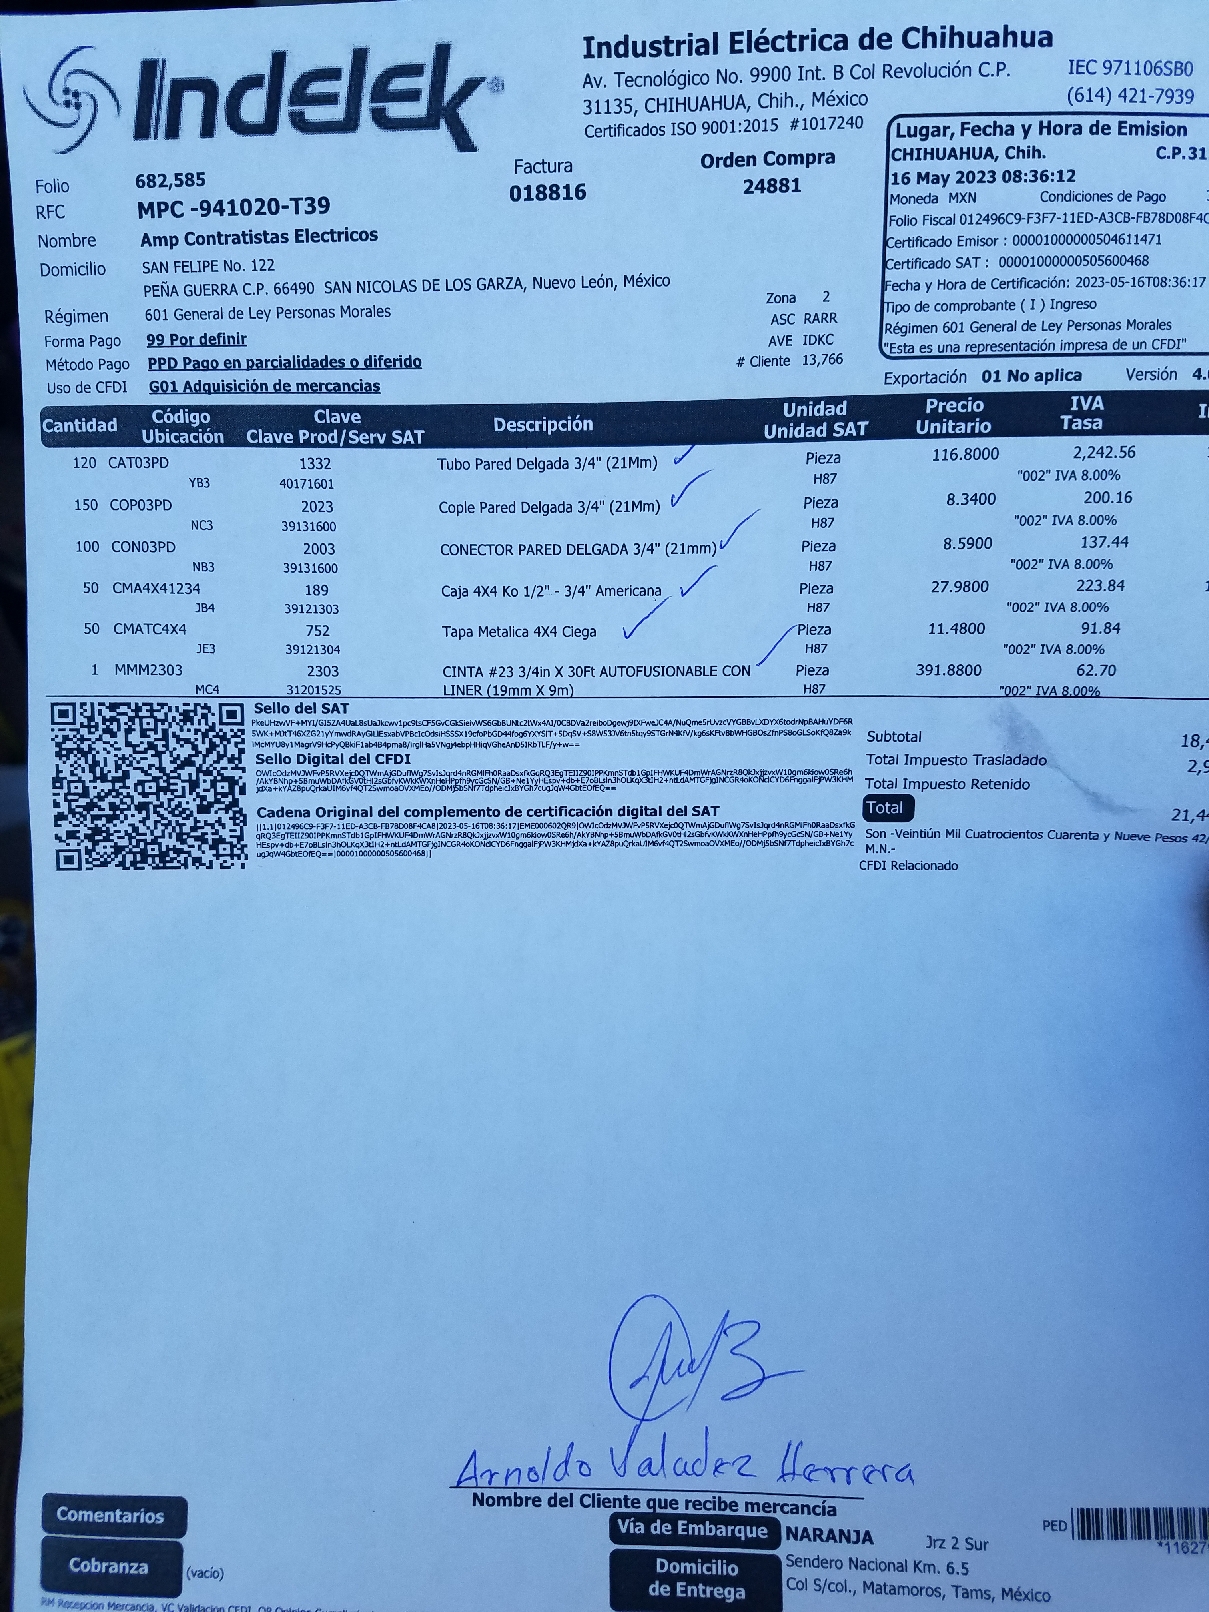 Indelek®
Industrial Eléctrica de Chihuahua
Av. Tecnológico No. 9900 Int. B Col Revolución C.P.
31135, CHIHUAHUA, Chih., México
Certificados ISO 9001:2015 #1017240
IEC 971106SB0
(614) 421-7939
Lugar, Fecha y Hora de Emision
CHIHUAHUA, Chih. C.P.31
16 May 2023 08:36:12
Moneda MXN Condiciones de Pago
Folio Fiscal 012496C9-F3F7-11ED-A3CB-FB78D08F4C
Certificado Emisor : 00001000000504611471
Certificado SAT : 00001000000505600468
Fecha y Hora de Certificación: 2023-05-16T08:36:17
Tipo de comprobante ( I ) Ingreso
Régimen 601 General de Ley Personas Morales
"Esta es una representación impresa de un CFDI"
Factura Orden Compra
018816 24881
Folio 682,585
RFC MPC -941020-T39
Nombre Amp Contratistas Electricos
Domicilio SAN FELIPE No. 122
PEÑA GUERRA C.P. 66490 SAN NICOLAS DE LOS GARZA, Nuevo León, México
Régimen 601 General de Ley Personas Morales
Forma Pago 99 Por definir
Método Pago PPD Pago en parcialidades o diferido
Uso de CFDI G01 Adquisición de mercancias
Zona 2
ASC RARR
AVE IDKC
# Cliente 13,766
Exportación 01 No aplica Versión 4.
Cantidad Código Clave Descripción Unidad Precio IVA
Ubicación Clave Prod/Serv SAT Unidad SAT Unitario Tasa
120 CAT03PD 1332 Tubo Pared Delgada 3/4" (21Mm) Pieza 116.8000 2,242.56
YB3 40171601 H87 "002" IVA 8.00%
150 COP03PD 2023 Cople Pared Delgada 3/4" (21Mm) Pieza 8.3400 200.16
NC3 39131600 H87 "002" IVA 8.00%
100 CON03PD 2003 CONECTOR PARED DELGADA 3/4" (21mm) Pieza 8.5900 137.44
NB3 39131600 H87 "002" IVA 8.00%
50 CMA4X41234 189 Caja 4X4 Ko 1/2" - 3/4" Americana Pieza 27.9800 223.84
JB4 39121303 H87 "002" IVA 8.00%
50 CMATC4X4 752 Tapa Metalica 4X4 Ciega Pieza 11.4800 91.84
JE3 39121304 H87 "002" IVA 8.00%
1 MMM2303 2303 CINTA #23 3/4in X 30Ft AUTOFUSIONABLE CON Pieza 391.8800 62.70
MC4 31201525 LINER (19mm X 9m) H87 "002" IVA 8.00%
Sello del SAT
Sello Digital del CFDI
Cadena Original del complemento de certificación digital del SAT
Subtotal 18,4
Total Impuesto Trasladado 2,9
Total Impuesto Retenido
Total 21,4
Son -Veintiún Mil Cuatrocientos Cuarenta y Nueve Pesos 42/
M.N.-
CFDI Relacionado
Arnoldo Valadez Herrera
Nombre del Cliente que recibe mercancía
Comentarios
Cobranza (vacío)
Vía de Embarque NARANJA Jrz 2 Sur
Domicilio de Entrega
Sendero Nacional Km. 6.5
Col S/col., Matamoros, Tams, México
PED
*11627